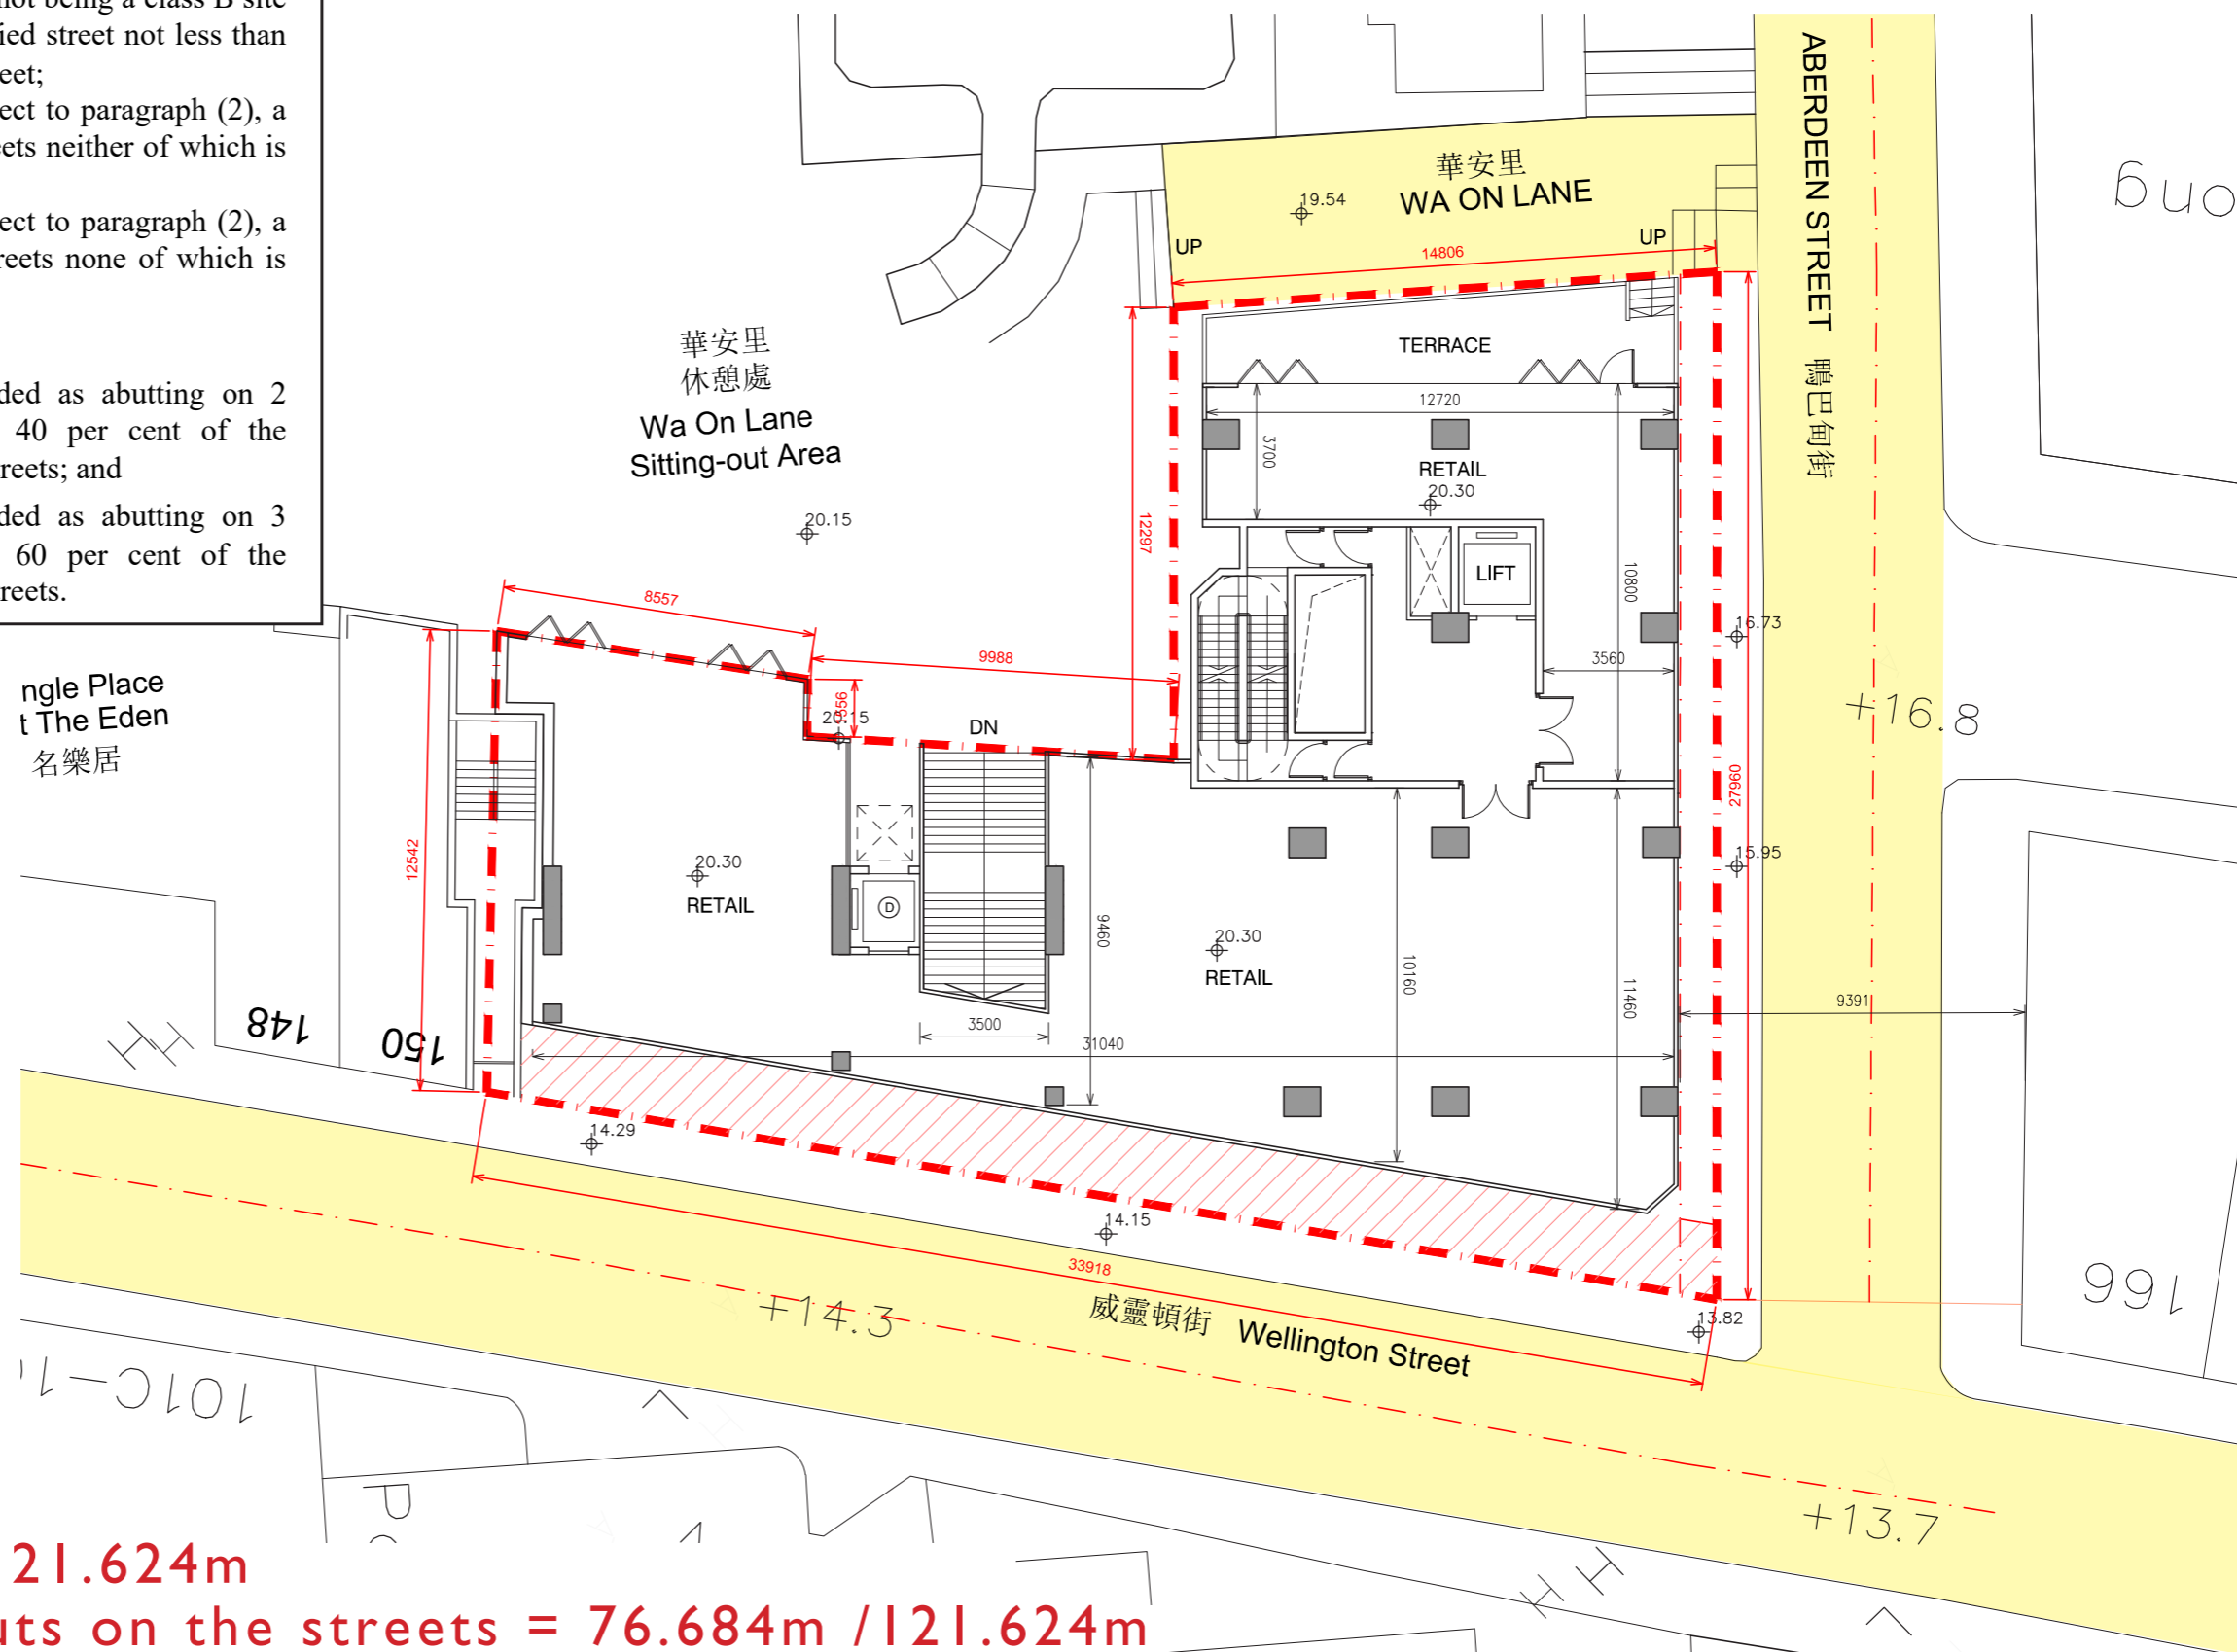 not being a class B site
ied street not less than
eet;
ect to paragraph (2), a
eets neither of which is
ect to paragraph (2), a
reets none of which is
ded as abutting on 2
40 per cent of the
treets; and
ded as abutting on 3
60 per cent of the
reets.
ABERDEEN STREET 鴨巴甸街
華安里
WA ON LANE
19.54
UP
UP
14806
ong
華安里
休憩處
Wa On Lane
Sitting-out Area
20.15
TERRACE
12720
3700
RETAIL
20.30
12297
LIFT
10800
3560
16.73
+16.8
8557
9988
1556
20.15
DN
ngle Place
t The Eden
名樂居
12542
27960
15.95
20.30
RETAIL
D
9460
20.30
RETAIL
10160
11460
9391
3500
31040
148
150
14.29
14.15
33918
威靈頓街 Wellington Street
13.82
166
+14.3
101C-1
+13.7
H
H
H
H
21.624m
uts on the streets = 76.684m /121.624m